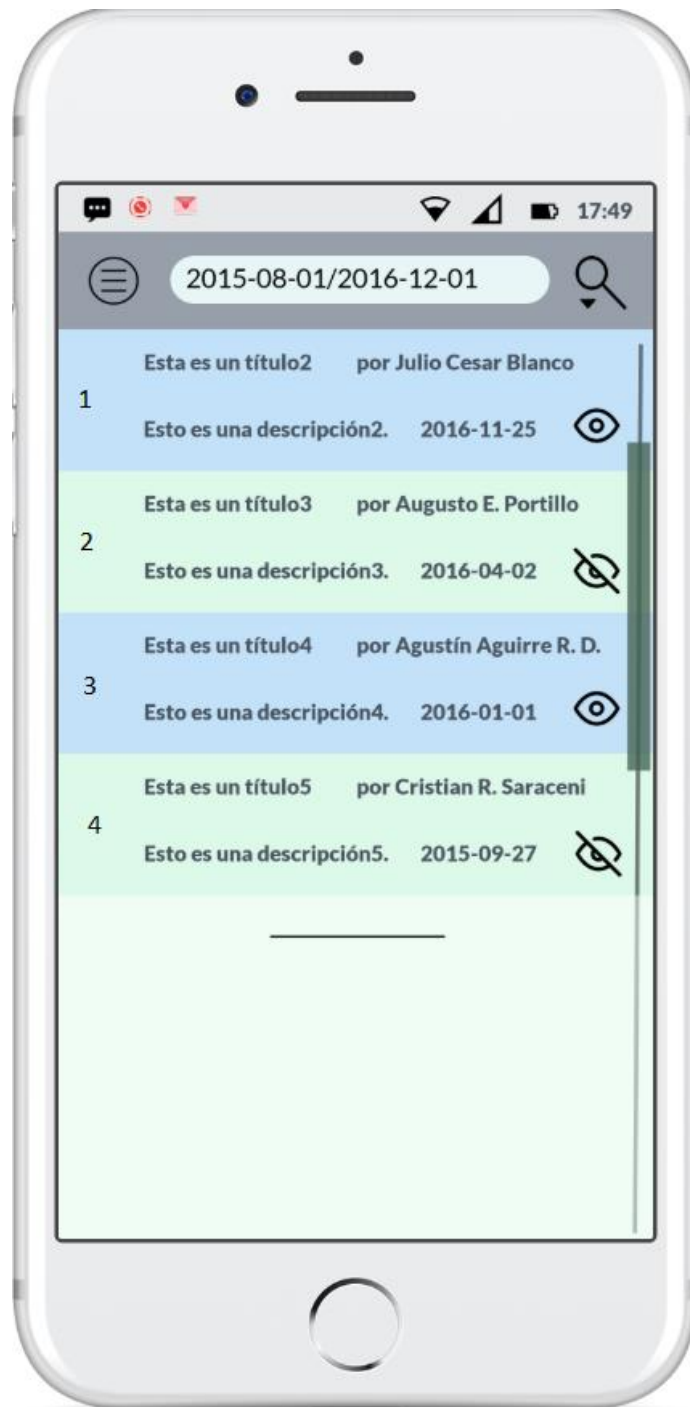 17:49
2015-08-01/2016-12-01
1
Esta es un título2 por Julio Cesar Blanco
Esto es una descripción2. 2016-11-25
2
Esta es un título3 por Augusto E. Portillo
Esto es una descripción3. 2016-04-02
3
Esta es un título4 por Agustín Aguirre R. D.
Esto es una descripción4. 2016-01-01
4
Esta es un título5 por Cristian R. Saraceni
Esto es una descripción5. 2015-09-27